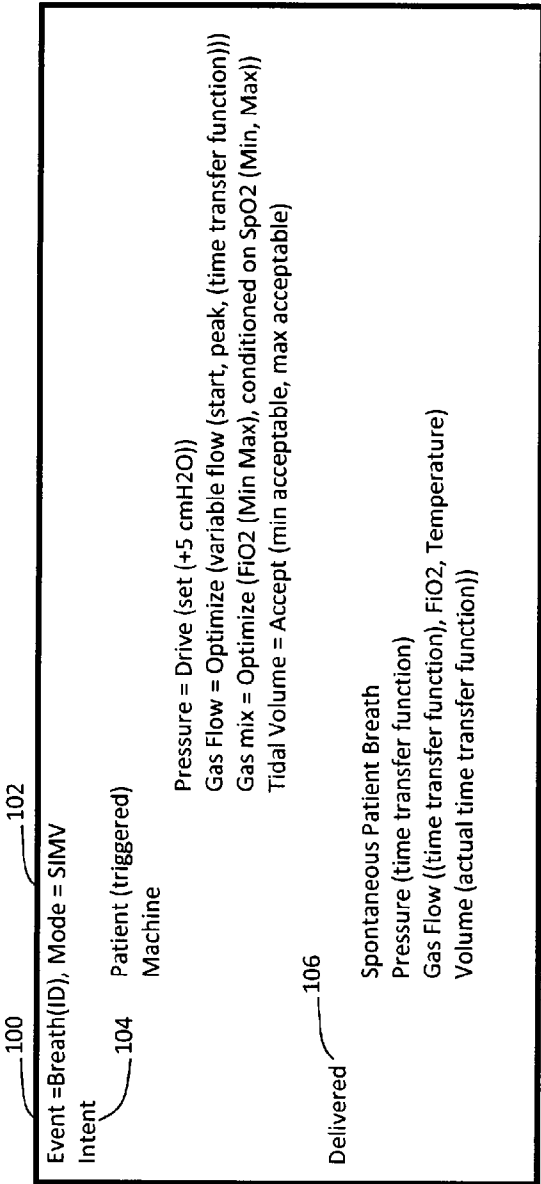 100
102
Event =Breath(ID), Mode = SIMV
Intent
104
Patient (triggered)
Machine
Pressure = Drive (set (+5 cmH2O))
Gas Flow = Optimize (variable flow (start, peak, (time transfer function)))
Gas mix = Optimize (FiO2 (Min Max), conditioned on SpO2 (Min, Max))
Tidal Volume = Accept (min acceptable, max acceptable)
106
Delivered
Spontaneous Patient Breath
Pressure (time transfer function)
Gas Flow ((time transfer function), FiO2, Temperature)
Volume (actual time transfer function))